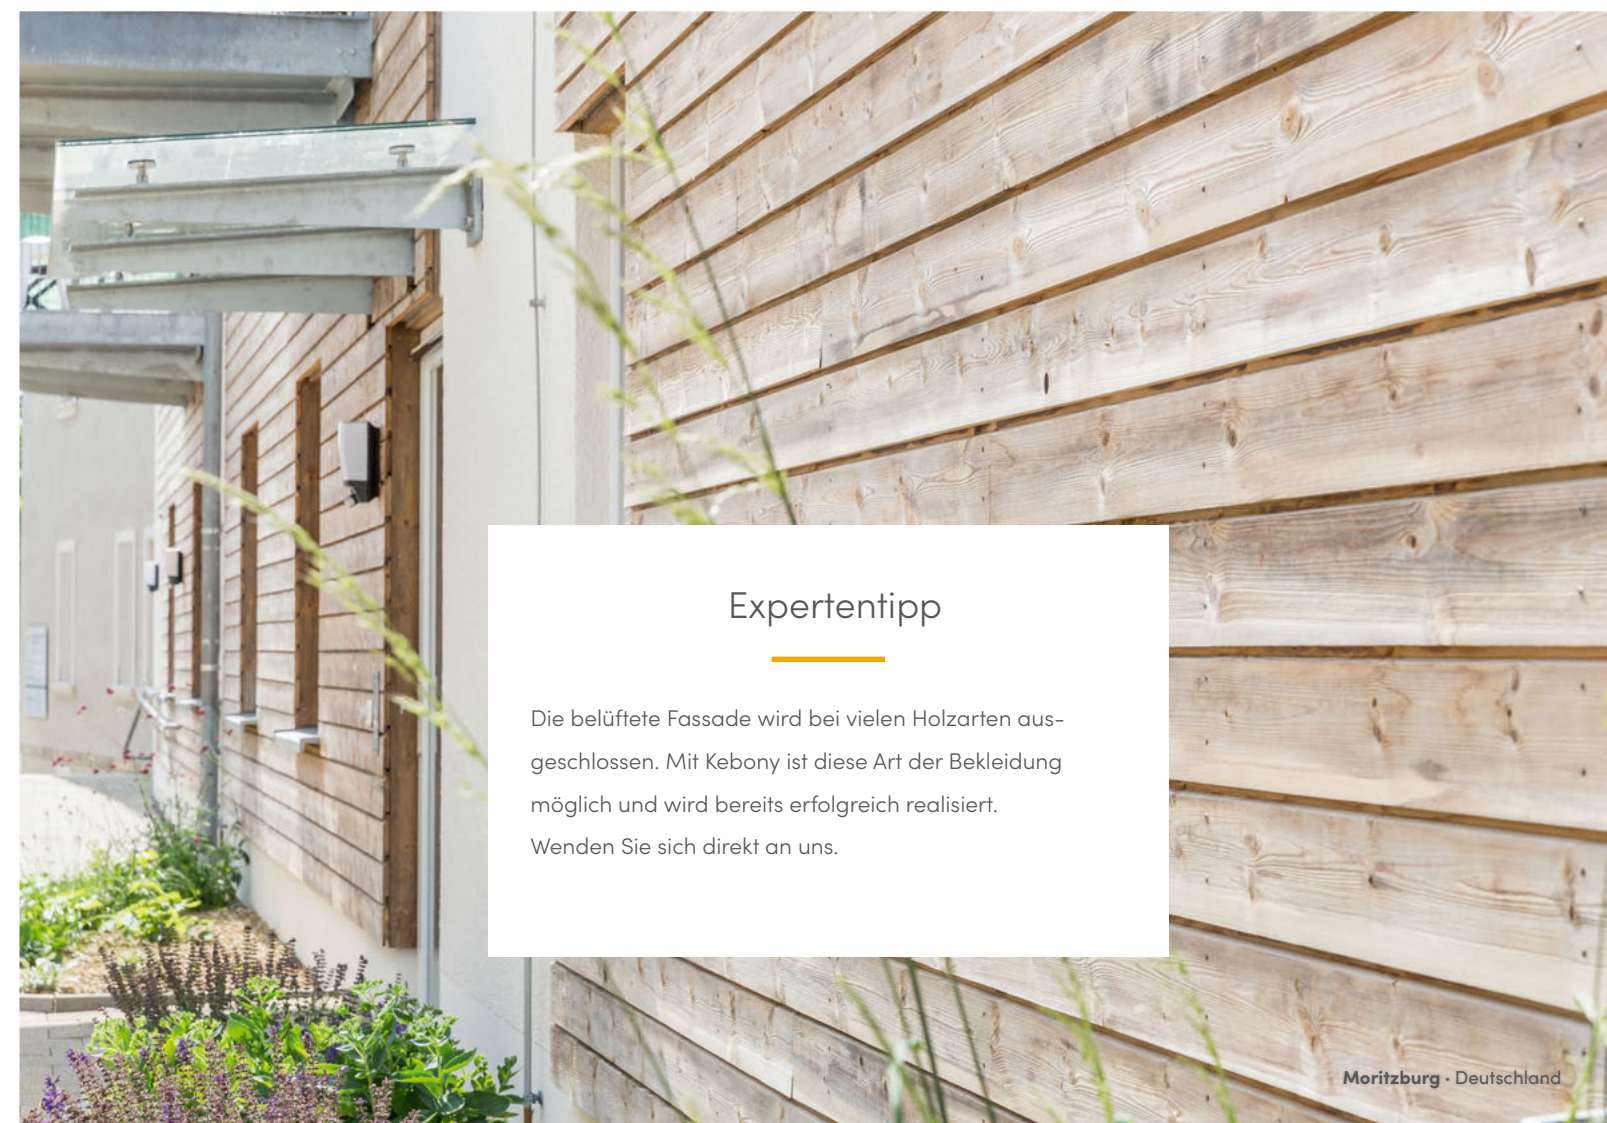 Expertentipp
Die belüftete Fassade wird bei vielen Holzarten aus-
geschlossen. Mit Kebony ist diese Art der Bekleidung
möglich und wird bereits erfolgreich realisiert.
Wenden Sie sich direkt an uns.
Moritzburg · Deutschland